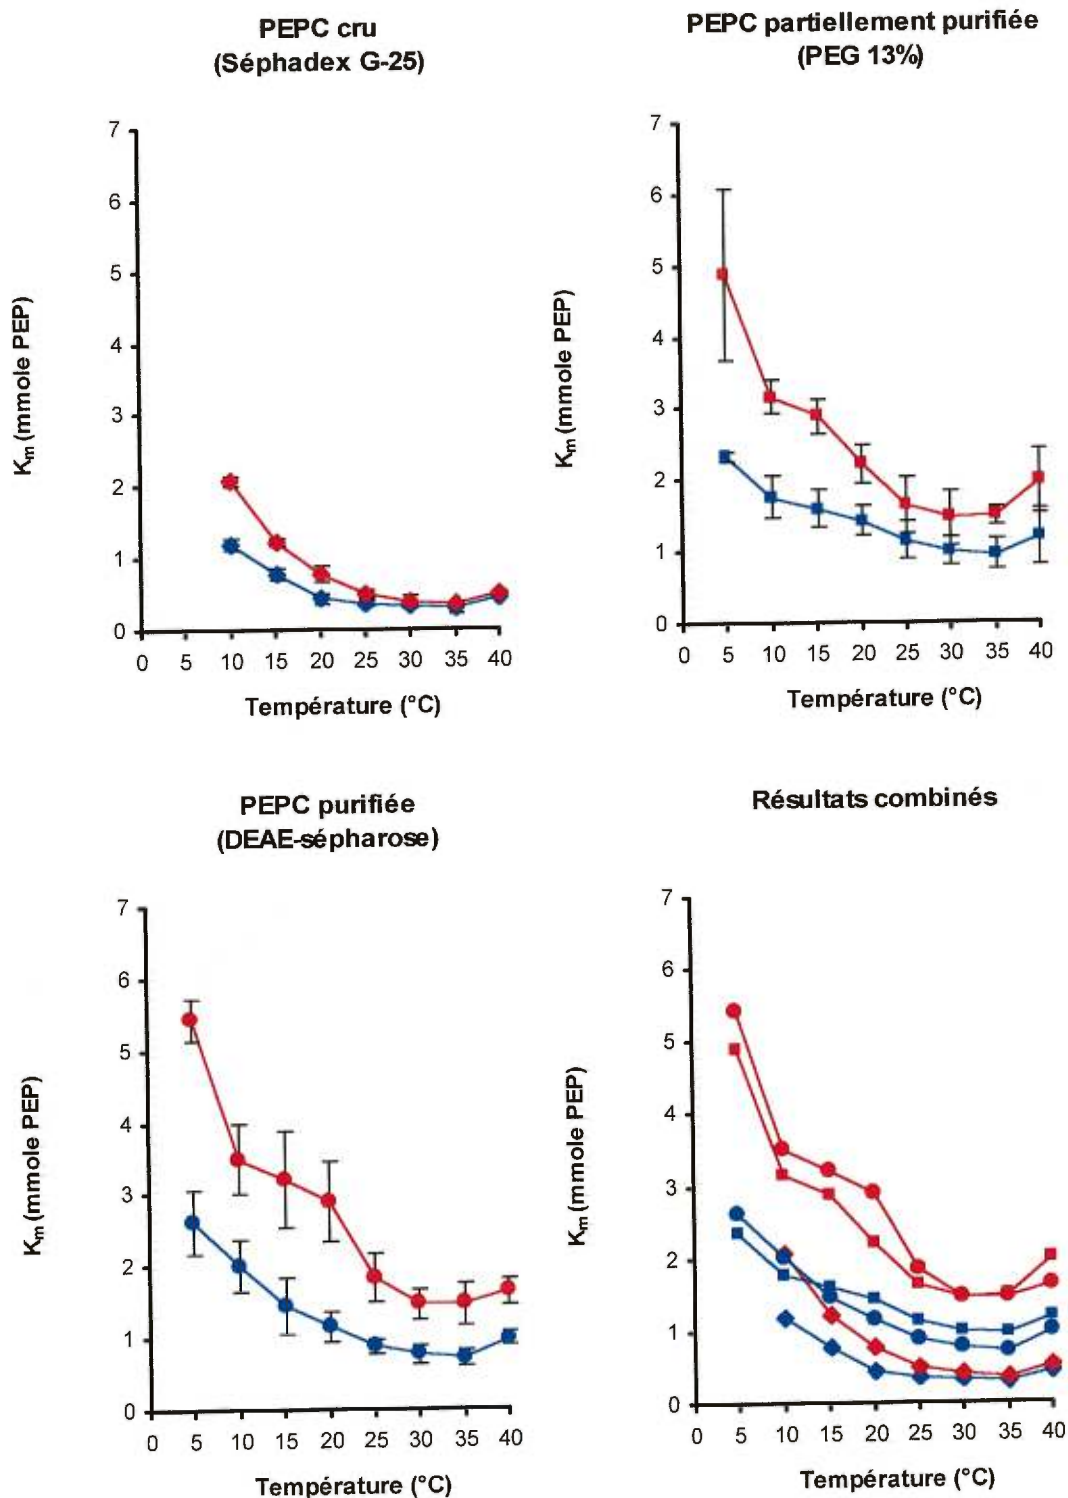 PEPC cru
(Séphadex G-25)
7
6
5
4
3
2
1
0
K_m (mmole PEP)
0 5 10 15 20 25 30 35 40
Température (°C)
PEPC partiellement purifiée
(PEG 13%)
7
6
5
4
3
2
1
0
K_m (mmole PEP)
0 5 10 15 20 25 30 35 40
Température (°C)
PEPC purifiée
(DEAE-sépharose)
7
6
5
4
3
2
1
0
K_m (mmole PEP)
0 5 10 15 20 25 30 35 40
Température (°C)
Résultats combinés
7
6
5
4
3
2
1
0
K_m (mmole PEP)
0 5 10 15 20 25 30 35 40
Température (°C)